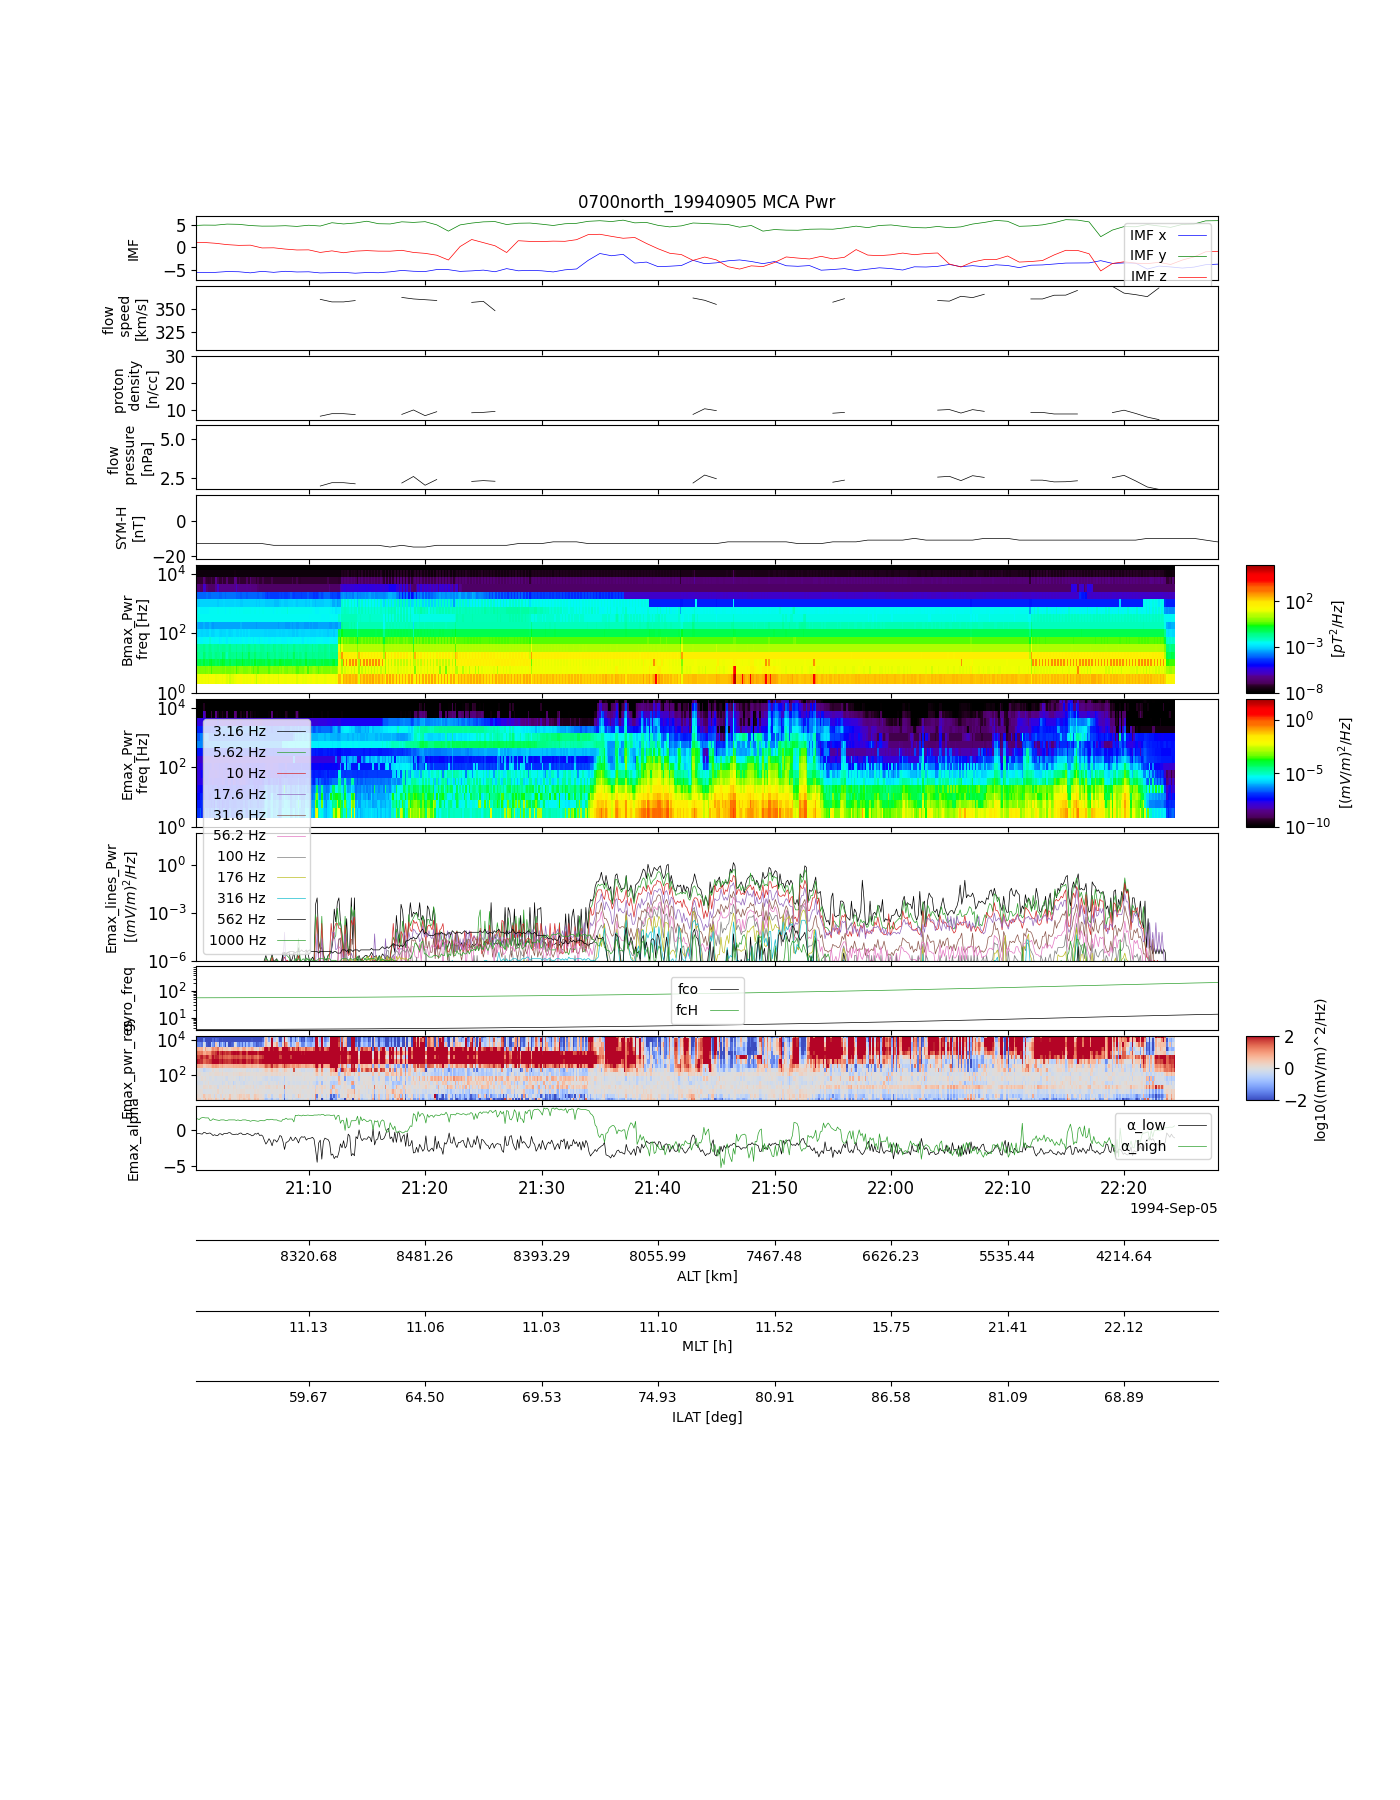 0700north_19940905 MCA Pwr
IMF
5
0
−5
IMF x
IMF y
IMF z
flow
speed
[km/s]
350
325
proton
density
[n/cc]
30
20
10
flow
pressure
[nPa]
5.0
2.5
SYM-H
[nT]
0
−20
Bmax_Pwr
freq [Hz]
10^4
10^2
10^0
10^2
10^−3
10^−8
[pT^2/Hz]
Emax_Pwr
freq [Hz]
10^4
10^2
10^0
10^0
10^−5
10^−10
[(mV/m)^2/Hz]
3.16 Hz
5.62 Hz
10 Hz
17.6 Hz
31.6 Hz
56.2 Hz
100 Hz
176 Hz
316 Hz
562 Hz
1000 Hz
Emax_lines_Pwr
[(mV/m)^2/Hz]
10^0
10^−3
10^−6
gyro_freq
10^2
10^1
fco
fcH
Emax_pwr_reg
10^4
10^2
2
0
−2
log10((mV/m)^2/Hz)
Emax_alpha
0
−5
α_low
α_high
21:10 21:20 21:30 21:40 21:50 22:00 22:10 22:20
1994-Sep-05
8320.68 8481.26 8393.29 8055.99 7467.48 6626.23 5535.44 4214.64
ALT [km]
11.13 11.06 11.03 11.10 11.52 15.75 21.41 22.12
MLT [h]
59.67 64.50 69.53 74.93 80.91 86.58 81.09 68.89
ILAT [deg]